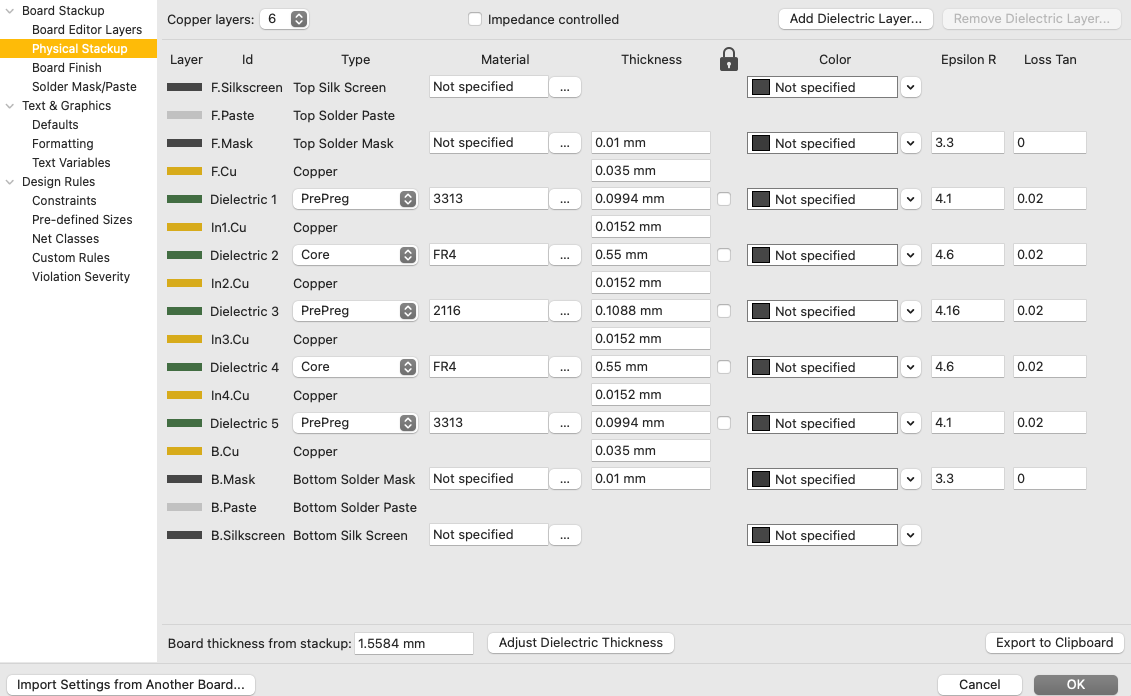 Board Stackup
Board Editor Layers
Physical Stackup
Board Finish
Solder Mask/Paste
Text & Graphics
Defaults
Formatting
Text Variables
Design Rules
Constraints
Pre-defined Sizes
Net Classes
Custom Rules
Violation Severity
Copper layers: 6 Impedance controlled Add Dielectric Layer... Remove Dielectric Layer...
Layer Id Type Material Thickness Color Epsilon R Loss Tan
F.Silkscreen Top Silk Screen Not specified ... Not specified
F.Paste Top Solder Paste
F.Mask Top Solder Mask Not specified ... 0.01 mm Not specified 3.3 0
F.Cu Copper 0.035 mm
Dielectric 1 PrePreg 3313 ... 0.0994 mm Not specified 4.1 0.02
In1.Cu Copper 0.0152 mm
Dielectric 2 Core FR4 ... 0.55 mm Not specified 4.6 0.02
In2.Cu Copper 0.0152 mm
Dielectric 3 PrePreg 2116 ... 0.1088 mm Not specified 4.16 0.02
In3.Cu Copper 0.0152 mm
Dielectric 4 Core FR4 ... 0.55 mm Not specified 4.6 0.02
In4.Cu Copper 0.0152 mm
Dielectric 5 PrePreg 3313 ... 0.0994 mm Not specified 4.1 0.02
B.Cu Copper 0.035 mm
B.Mask Bottom Solder Mask Not specified ... 0.01 mm Not specified 3.3 0
B.Paste Bottom Solder Paste
B.Silkscreen Bottom Silk Screen Not specified ... Not specified
Board thickness from stackup: 1.5584 mm Adjust Dielectric Thickness Export to Clipboard
Import Settings from Another Board... Cancel OK